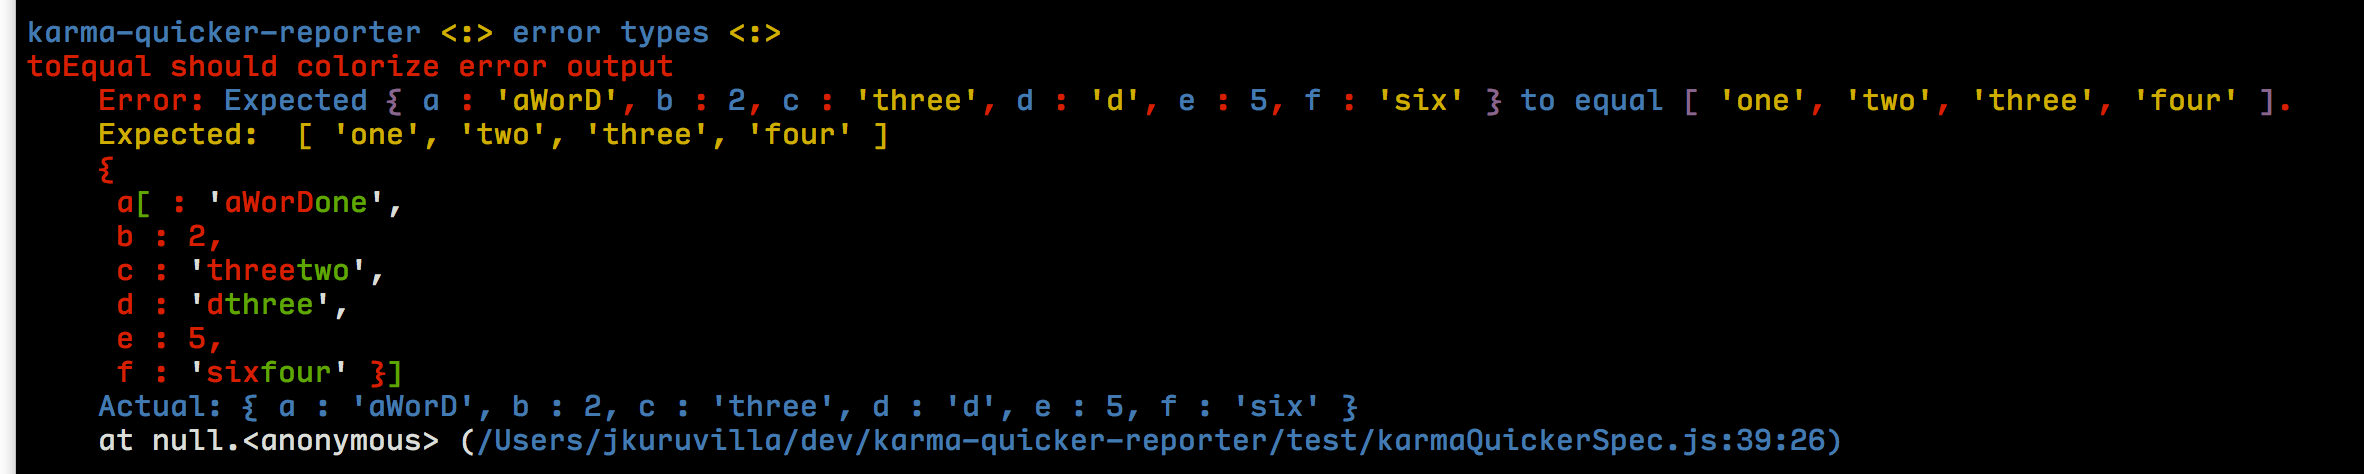 karma-quicker-reporter <:> error types <:>
toEqual should colorize error output
Error: Expected { a : 'aWorD', b : 2, c : 'three', d : 'd', e : 5, f : 'six' } to equal [ 'one', 'two', 'three', 'four' ].
Expected:  [ 'one', 'two', 'three', 'four' ]
{
a[ : 'aWorDone',
b : 2,
c : 'threetwo',
d : 'dthree',
e : 5,
f : 'sixfour' }]
Actual: { a : 'aWorD', b : 2, c : 'three', d : 'd', e : 5, f : 'six' }
at null.<anonymous> (/Users/jkuruvilla/dev/karma-quicker-reporter/test/karmaQuickerSpec.js:39:26)